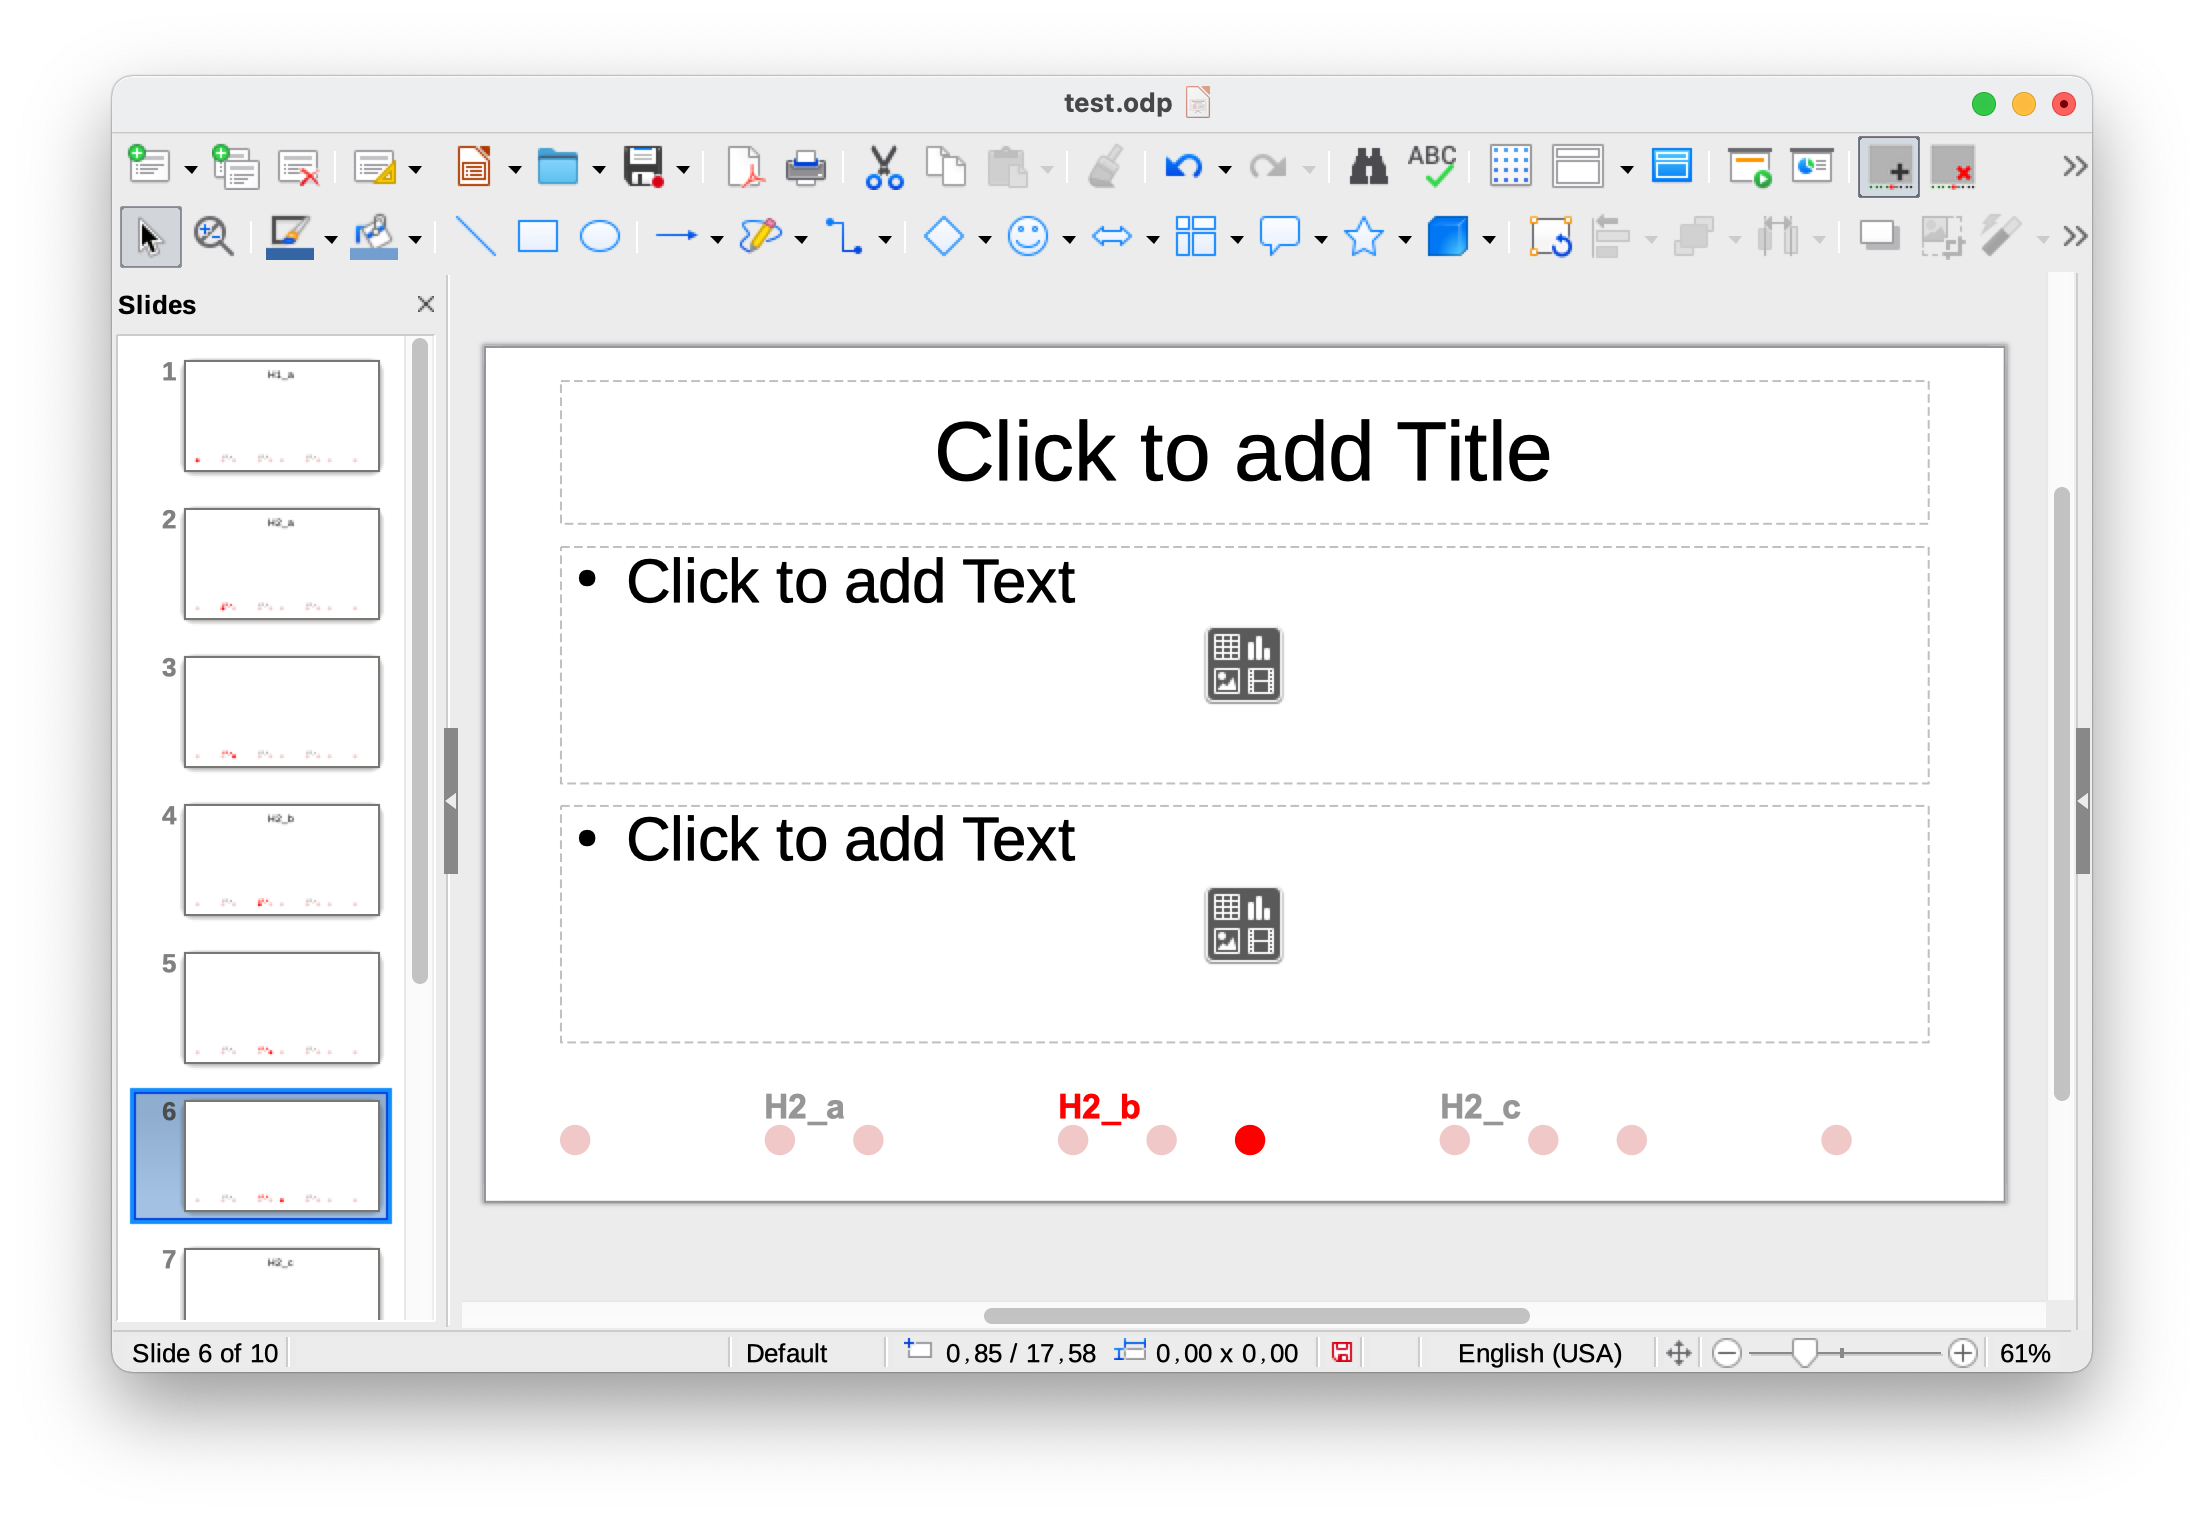 test.odp
ABC
Slides
1
H1_a
2
H2_a
3
4
H2_b
5
6
7
H2_c
Click to add Title
• Click to add Text
• Click to add Text
H2_a H2_b H2_c
Slide 6 of 10 Default 0,85 / 17,58 0,00 x 0,00 English (USA) 61%